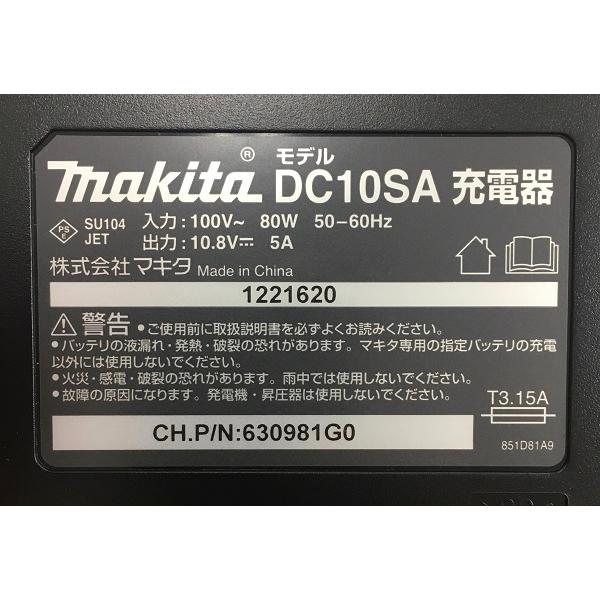 makita® モデル DC10SA 充電器
PS E SU104 JET 入力:100V~ 80W 50-60Hz
出力:10.8V⎓ 5A
株式会社マキタ Made in China
1221620
⚠警告 ●ご使用前に取扱説明書を必ずよくお読みください。
●バッテリの液漏れ・発熱・破裂の恐れがあります。マキタ専用の指定バッテリの充電
以外には使用しないでください。
●火災・感電・破裂の恐れがあります。雨中では使用しないでください。
●故障の原因になります。発電機・昇圧器は使用しないでください。
T3.15A
CH.P/N:630981G0
851D81A9